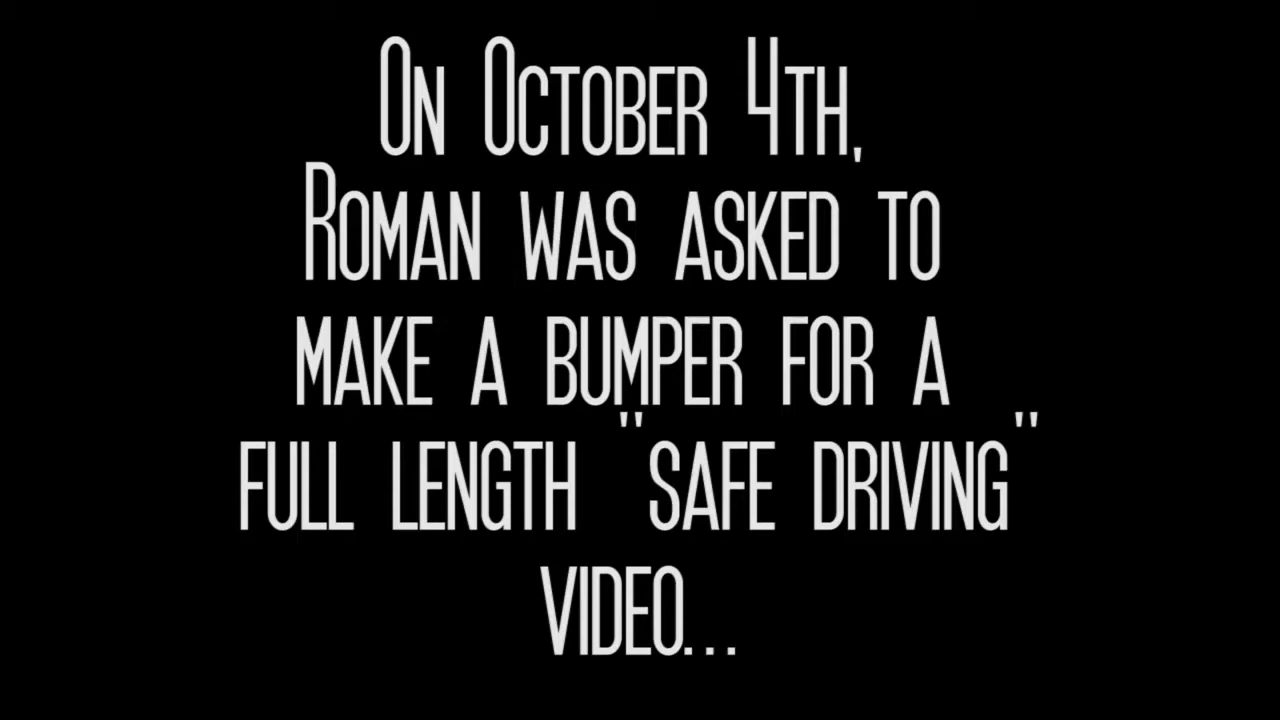 On October 4th,
Roman was asked to
make a bumper for a
full length "safe driving"
video...